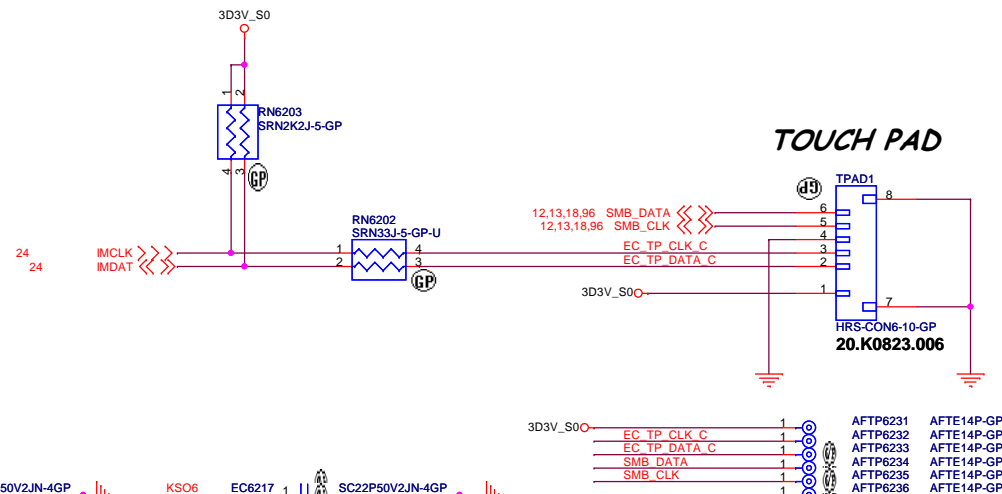 3D3V_S0
1 2
RN6203
SRN2K2J-5-GP
4 3
GP
TOUCH PAD
GP
TPAD1
8
12,13,18,96 SMB_DATA 6
12,13,18,96 SMB_CLK 5
4
RN6202
SRN33J-5-GP-U
24 IMCLK 1 4 EC_TP_CLK_C 3
24 IMDAT 2 3 EC_TP_DATA_C 2
GP
3D3V_S0 1
7
HRS-CON6-10-GP
20.K0823.006
3D3V_S0 1 AFTP6231 AFTE14P-GP
EC_TP_CLK_C 1 AFTP6232 AFTE14P-GP
EC_TP_DATA_C 1 AFTP6233 AFTE14P-GP
SMB_DATA 1 AFTP6234 AFTE14P-GP
SMB_CLK 1 AFTP6235 AFTE14P-GP
1 AFTP6236 AFTE14P-GP
50V2JN-4GP KSO6 EC6217 1 SC22P50V2JN-4GP